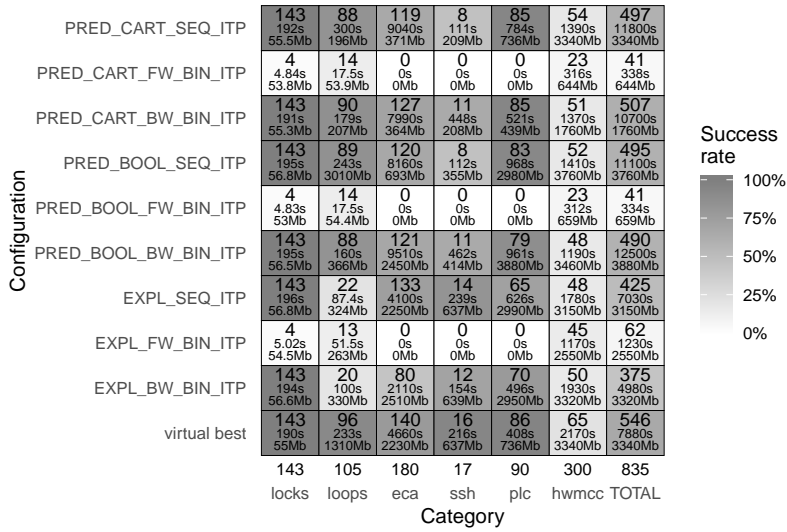 PRED_CART_SEQ_ITP 143 88 119 8 85 54 497
192s 300s 9040s 111s 784s 1390s 11800s
55.5Mb 196Mb 371Mb 209Mb 736Mb 3340Mb 3340Mb
PRED_CART_FW_BIN_ITP 4 14 0 0 0 23 41
4.84s 17.5s 0s 0s 0s 316s 338s
53.8Mb 53.9Mb 0Mb 0Mb 0Mb 644Mb 644Mb
PRED_CART_BW_BIN_ITP 143 90 127 11 85 51 507
191s 179s 7990s 448s 521s 1370s 10700s
55.3Mb 207Mb 364Mb 208Mb 439Mb 1760Mb 1760Mb
PRED_BOOL_SEQ_ITP 143 89 120 8 83 52 495
195s 243s 8160s 112s 968s 1410s 11100s
56.8Mb 3010Mb 693Mb 355Mb 2980Mb 3760Mb 3760Mb
PRED_BOOL_FW_BIN_ITP 4 14 0 0 0 23 41
4.83s 17.5s 0s 0s 0s 312s 334s
53Mb 54.4Mb 0Mb 0Mb 0Mb 659Mb 659Mb
PRED_BOOL_BW_BIN_ITP 143 88 121 11 79 48 490
195s 160s 9510s 462s 961s 1190s 12500s
56.5Mb 366Mb 2450Mb 414Mb 3880Mb 3460Mb 3880Mb
EXPL_SEQ_ITP 143 22 133 14 65 48 425
196s 87.4s 4100s 239s 626s 1780s 7030s
56.8Mb 324Mb 2250Mb 637Mb 2990Mb 3150Mb 3150Mb
EXPL_FW_BIN_ITP 4 13 0 0 0 45 62
5.02s 51.5s 0s 0s 0s 1170s 1230s
54.5Mb 263Mb 0Mb 0Mb 0Mb 2550Mb 2550Mb
EXPL_BW_BIN_ITP 143 20 80 12 70 50 375
194s 100s 2110s 154s 496s 1930s 4980s
56.6Mb 330Mb 2510Mb 639Mb 2950Mb 3320Mb 3320Mb
virtual best 143 96 140 16 86 65 546
190s 233s 4660s 216s 408s 2170s 7880s
55Mb 1310Mb 2230Mb 637Mb 736Mb 3340Mb 3340Mb
143 105 180 17 90 300 835
locks loops eca ssh plc hwmcc TOTAL
Category
Configuration
Success
rate
100%
75%
50%
25%
0%